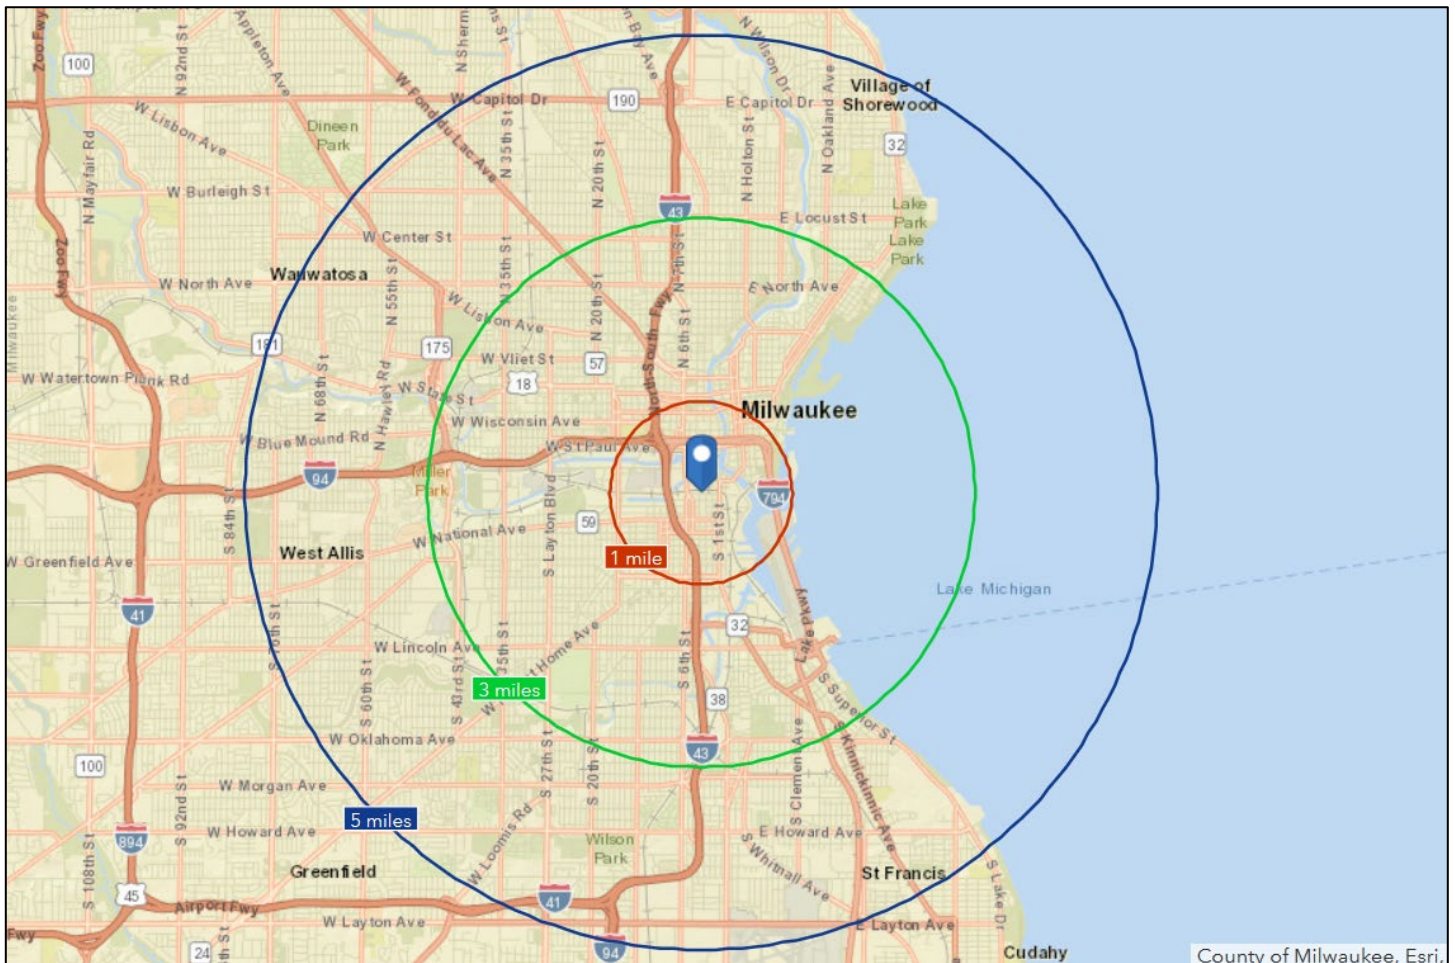 Zoo Fwy
100
N 92nd St
Appleton Ave
N Sherm
ns St
Bay Ave
N Wilson Dr
N Oakland Ave
Village of
Shorewood
W Capitol Dr
190
E Capitol Dr
W Lisbon Ave
Dineen
Park
W Fond du Lac Ave
N 35th St
N 20th St
N Holton St
32
N Mayfair Rd
W Burleigh St
43
E Locust St
Lake
Park
Lake
Park
W Center St
Zoo Fwy
Wauwatosa
W North Ave
N 55th St
N 35th St
N 20th St
N 7th St
E North Ave
Milwaukee
W Lisbon Ave
North-South Fwy
N 6th St
181
175
W Vliet St
57
18
W Watertown Plank Rd
N 68th St
N Hawley Rd
W State St
W Wisconsin Ave
Milwaukee
W Blue Mound Rd
W St Paul Ave
94
Miller
Park
794
S 84th St
S Layton Blvd
59
S 1st St
W National Ave
West Allis
1 mile
W Greenfield Ave
Lake Michigan
41
32
Lake Pkwy
S 70th St
W Lincoln Ave
S 35th St
S 6th St
S 60th St
S 43rd St
3 miles
38
S Superior St
W Oklahoma Ave
43
S Kinnickinnic Ave
100
S 92nd St
W Morgan Ave
S 27th St
S 20th St
S Clement Ave
5 miles
894
W Howard Ave
W Loomis Rd
Wilson
Park
E Howard Ave
S Whitnall Ave
S 108th St
Greenfield
St Francis
S Lake Dr
45
Airport Fwy
41
W Layton Ave
E Layton Ave
Fwy
24
94
Cudahy
County of Milwaukee, Esri,